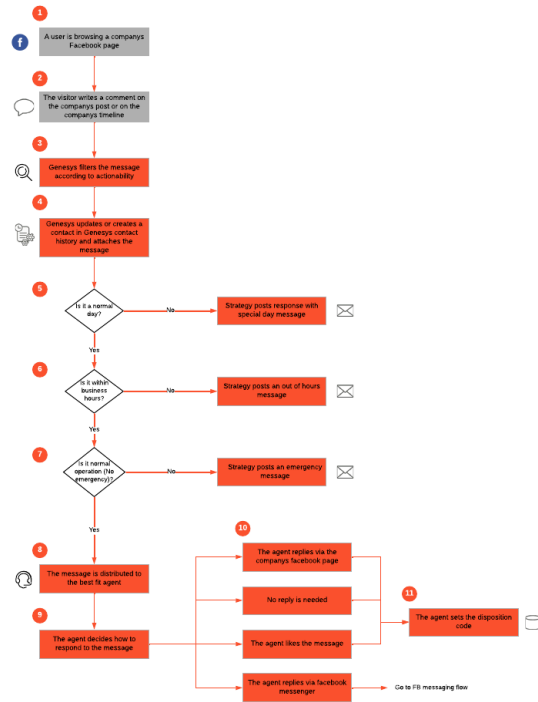 1
A user is browsing a companys
Facebook page
2
The visitor writes a comment on
the companys post or on the
companys timeline
3
Genesys filters the message
according to actionability
4
Genesys updates or creates a
contact in Genesys contact
history and attaches the
message
5
Is it a normal
day?
No
Strategy posts response with
special day message
Yes
6
Is it within
business
hours?
No
Strategy posts an out of hours
message
Yes
7
Is it normal
operation (No
emergency)?
No
Strategy posts an emergency
message
Yes
8
The message is distributed to
the best fit agent
9
The agent decides how to
respond to the message
10
The agent replies via the
companys facebook page
No reply is needed
The agent likes the message
The agent replies via facebook
messenger
Go to FB messaging flow
11
The agent sets the disposition
code